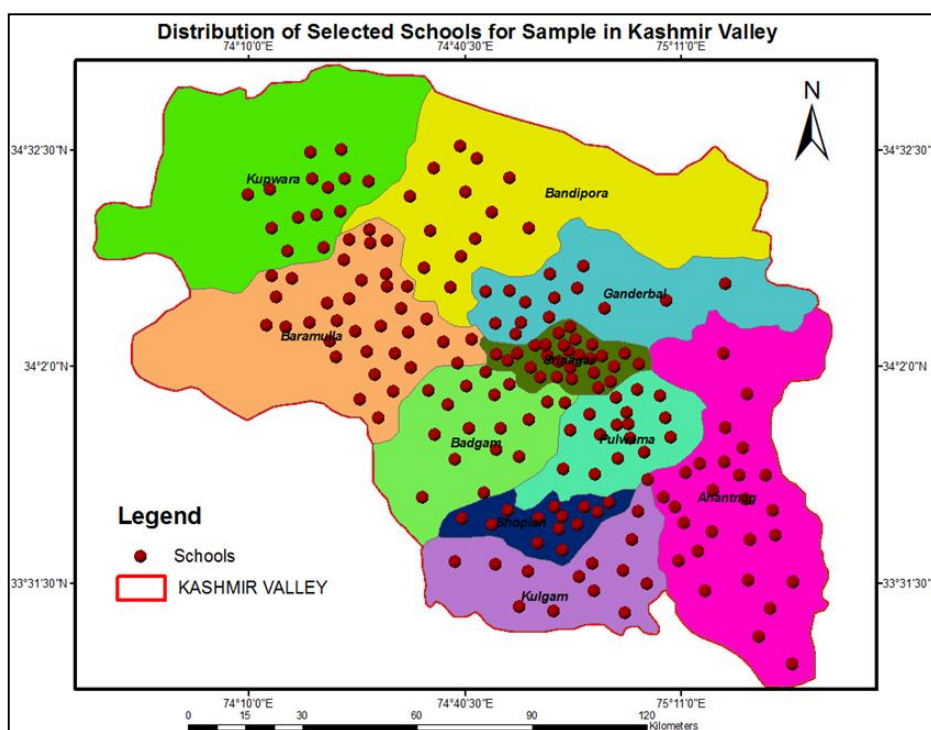 Distribution of Selected Schools for Sample in Kashmir Valley
74°10'0"E 74°40'30"E 75°11'0"E
N
34°32'30"N 34°32'30"N
Kupwara
Bandipora
Ganderbal
Baramulla
Srinagar
34°2'0"N 34°2'0"N
Badgam
Pulwama
Anantnag
Legend
Shopian
Schools
KASHMIR VALLEY
33°31'30"N 33°31'30"N
Kulgam
74°10'0"E 74°40'30"E 75°11'0"E
0 15 30 60 90 120
Kilometers